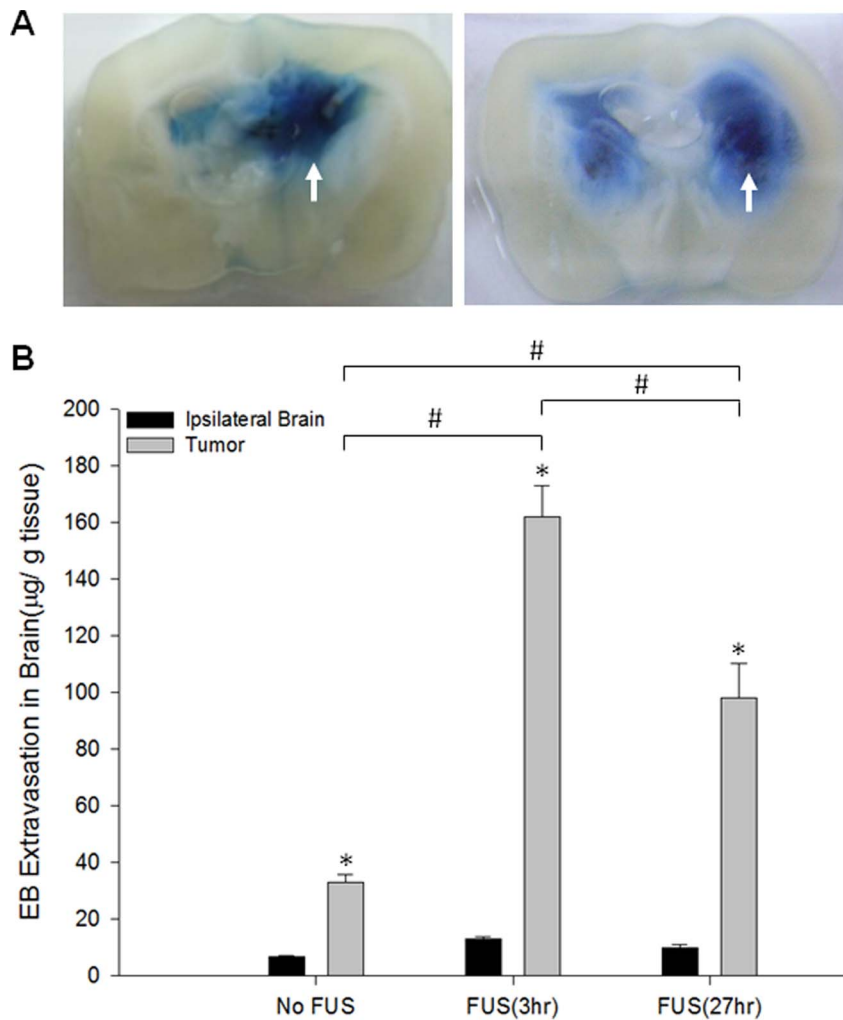 A
B
#
#
#
Ipsilateral Brain
Tumor
EB Extravasation in Brain(μg/ g tissue)
200
180
160
140
120
100
80
60
40
20
0
*
*
*
No FUS
FUS(3hr)
FUS(27hr)